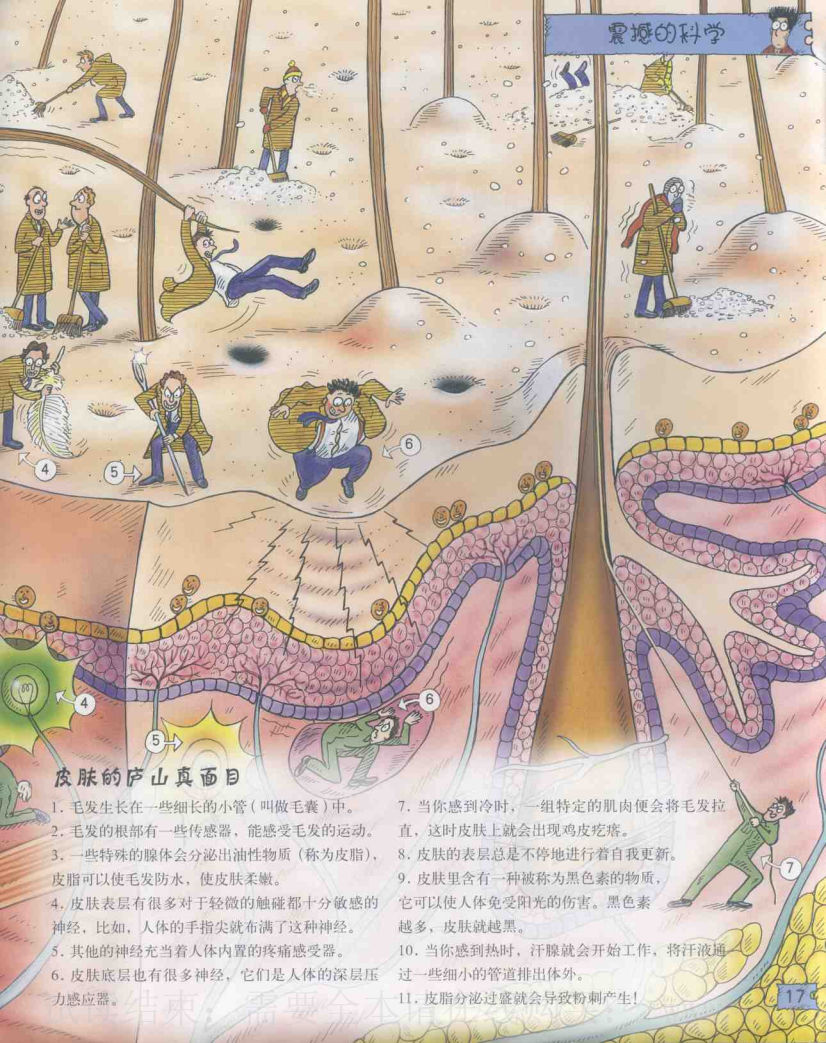 震撼的科学
6
4
5
4
6
5
皮肤的庐山真面目
1. 毛发生长在一些细长的小管（叫做毛囊）中。
2. 毛发的根部有一些传感器，能感受毛发的运动。
3. 一些特殊的腺体会分泌出油性物质（称为皮脂），
皮脂可以使毛发防水，使皮肤柔嫩。
4. 皮肤表层有很多对于轻微的触碰都十分敏感的
神经，比如，人体的手指尖就布满了这种神经。
5. 其他的神经充当着人体内置的疼痛感受器。
6. 皮肤底层也有很多神经，它们是人体的深层压
力感应器。
7. 当你感到冷时，一组特定的肌肉便会将毛发拉
直，这时皮肤上就会出现鸡皮疙瘩。
8. 皮肤的表层总是不停地进行着自我更新。
9. 皮肤里含有一种被称为黑色素的物质，
它可以使人体免受阳光的伤害。黑色素
越多，皮肤就越黑。
10. 当你感到热时，汗腺就会开始工作，将汗液通
过一些细小的管道排出体外。
11. 皮脂分泌过盛就会导致粉刺产生！
7
17